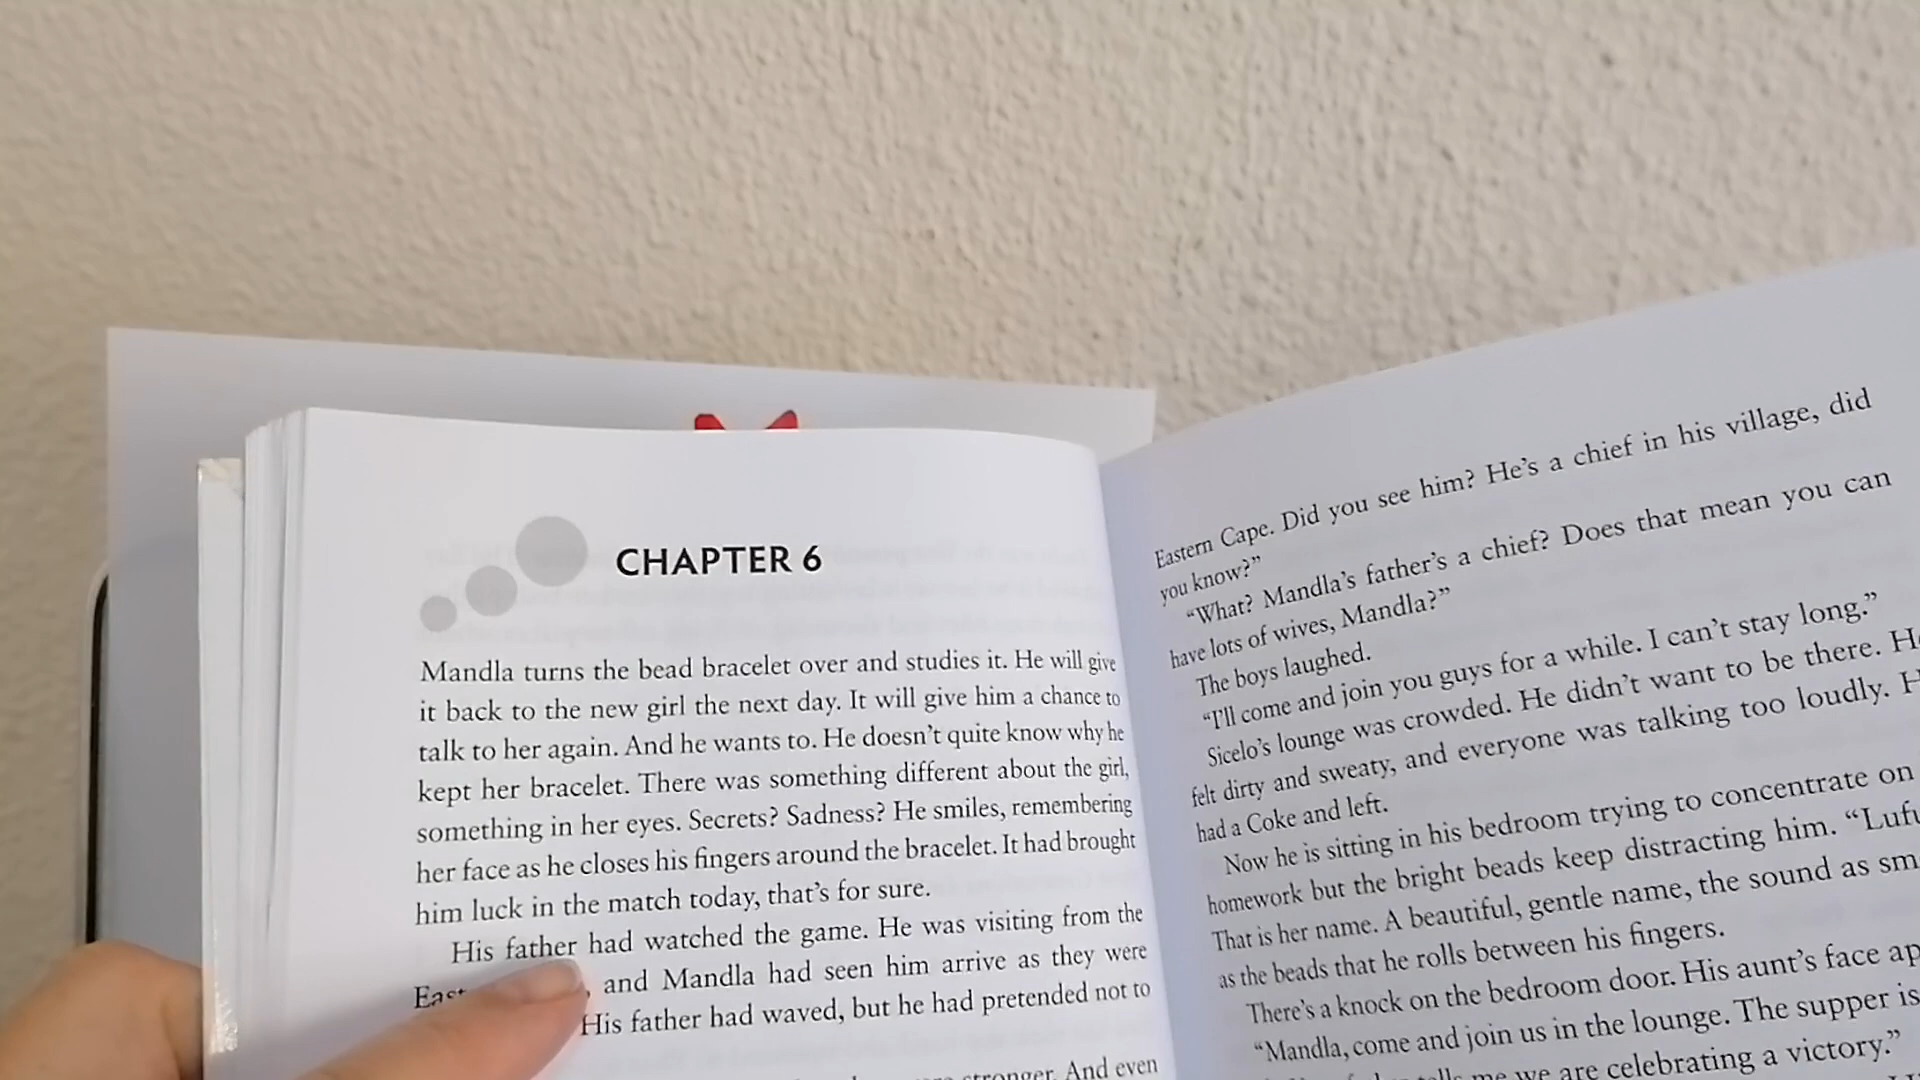 CHAPTER 6
Mandla turns the bead bracelet over and studies it. He will give
it back to the new girl the next day. It will give him a chance to
talk to her again. And he wants to. He doesn't quite know why he
kept her bracelet. There was something different about the girl,
something in her eyes. Secrets? Sadness? He smiles, remembering
her face as he closes his fingers around the bracelet. It had brought
him luck in the match today, that's for sure.
His father had watched the game. He was visiting from the
and Mandla had seen him arrive as they were
His father had waved, but he had pretended not to
stronger. And even
Eastern Cape. Did you see him? He's a chief in his village, did
you know?”
“What? Mandla's father's a chief? Does that mean you can
have lots of wives, Mandla?”
The boys laughed.
“I'll come and join you guys for a while. I can't stay long.”
Sicelo's lounge was crowded. He didn't want to be there.
felt dirty and sweaty, and everyone was talking too loudly.
had a Coke and left.
Now he is sitting in his bedroom trying to concentrate on
homework but the bright beads keep distracting him.
That is her name. A beautiful, gentle name, the sound as
as the beads that he rolls between his fingers.
There's a knock on the bedroom door. His aunt's face
“Mandla, come and join us in the lounge. The supper is
me we are celebrating a victory.”